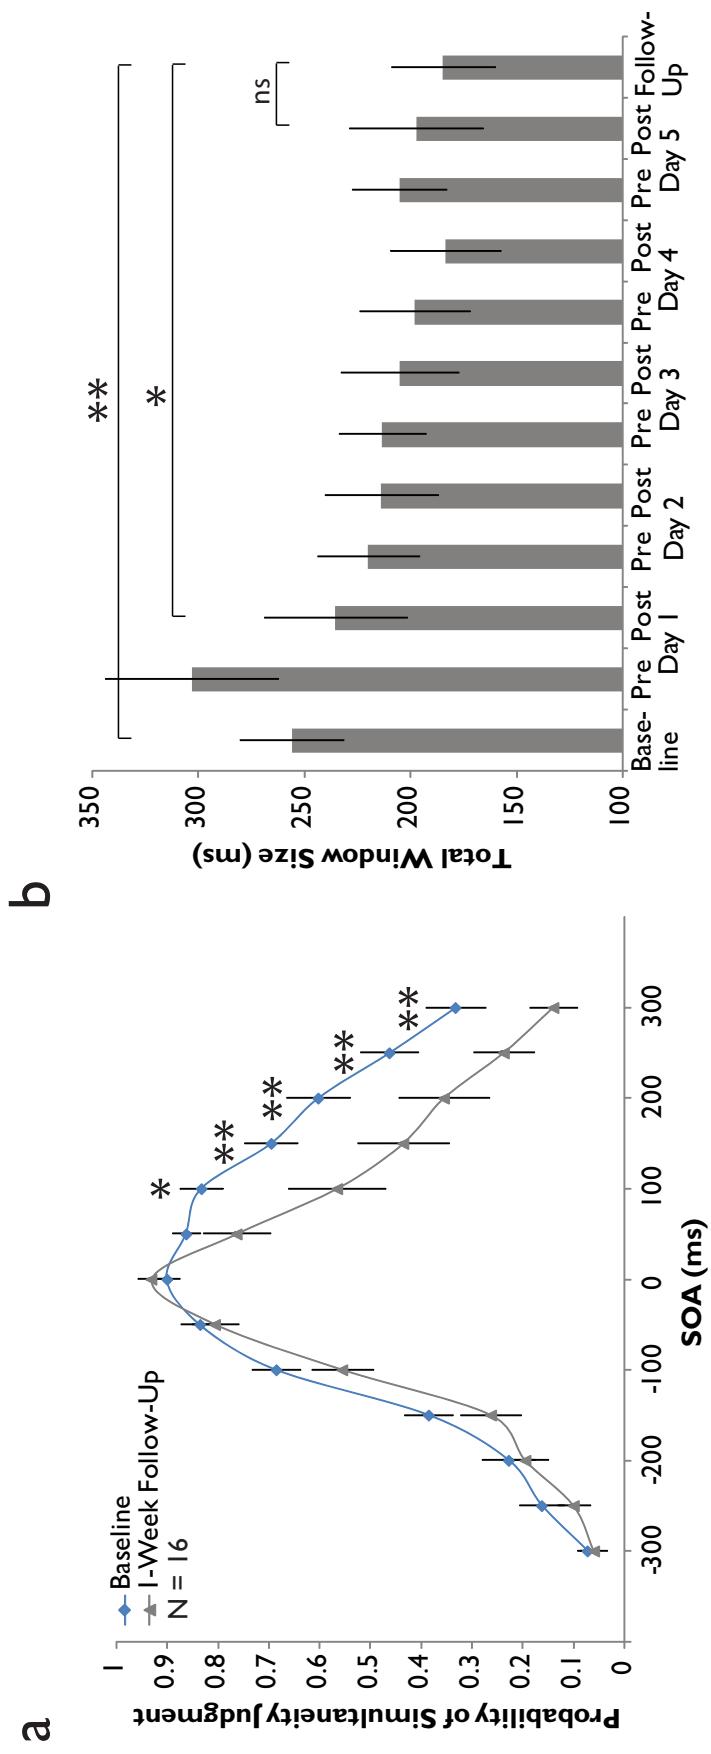 a
Probability of Simultaneity Judgment
1
0.9
0.8
0.7
0.6
0.5
0.4
0.3
0.2
0.1
0
Baseline
1-Week Follow-Up
N = 16
*
**
**
**
**
-300
-200
-100
0
100
200
300
SOA (ms)
b
Total Window Size (ms)
350
300
250
200
150
100
**
*
ns
Base- Pre Post Pre Post Pre Post Pre Post Pre Post Follow-
line Day 1 Day 2 Day 3 Day 4 Day 5 Up